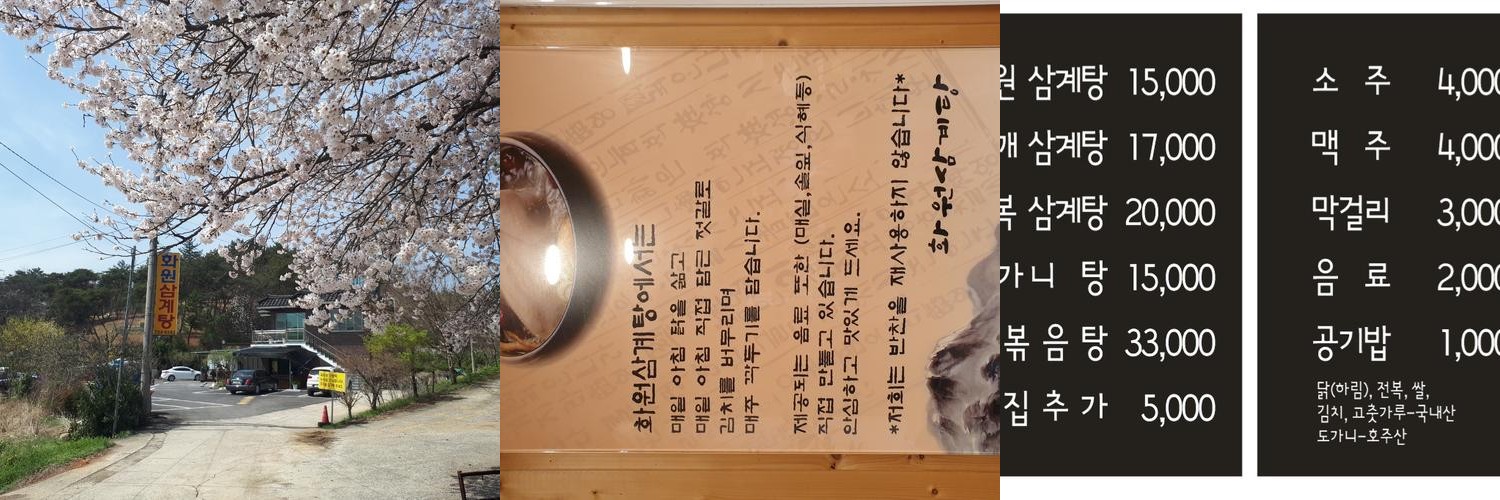 화원삼계탕
화원삼계탕에서는
매일 아침 닭을 삶고
매일 아침 직접 담근 젓갈로
김치를 버무리며
매주 깍두기를 담습니다.
제공되는 음료 또한 (매실,솔잎,식혜등)
직접 만들고 있습니다.
안심하고 맛있게 드세요.
*저희는 반찬을 재사용하지 않습니다*
화원삼계탕
원 삼계탕 15,000
깨 삼계탕 17,000
복 삼계탕 20,000
가니 탕 15,000
볶음탕 33,000
집추가 5,000
소 주 4,000
맥 주 4,000
막걸리 3,000
음 료 2,000
공기밥 1,000
닭(하림), 전복, 쌀,
김치, 고춧가루-국내산
도가니-호주산